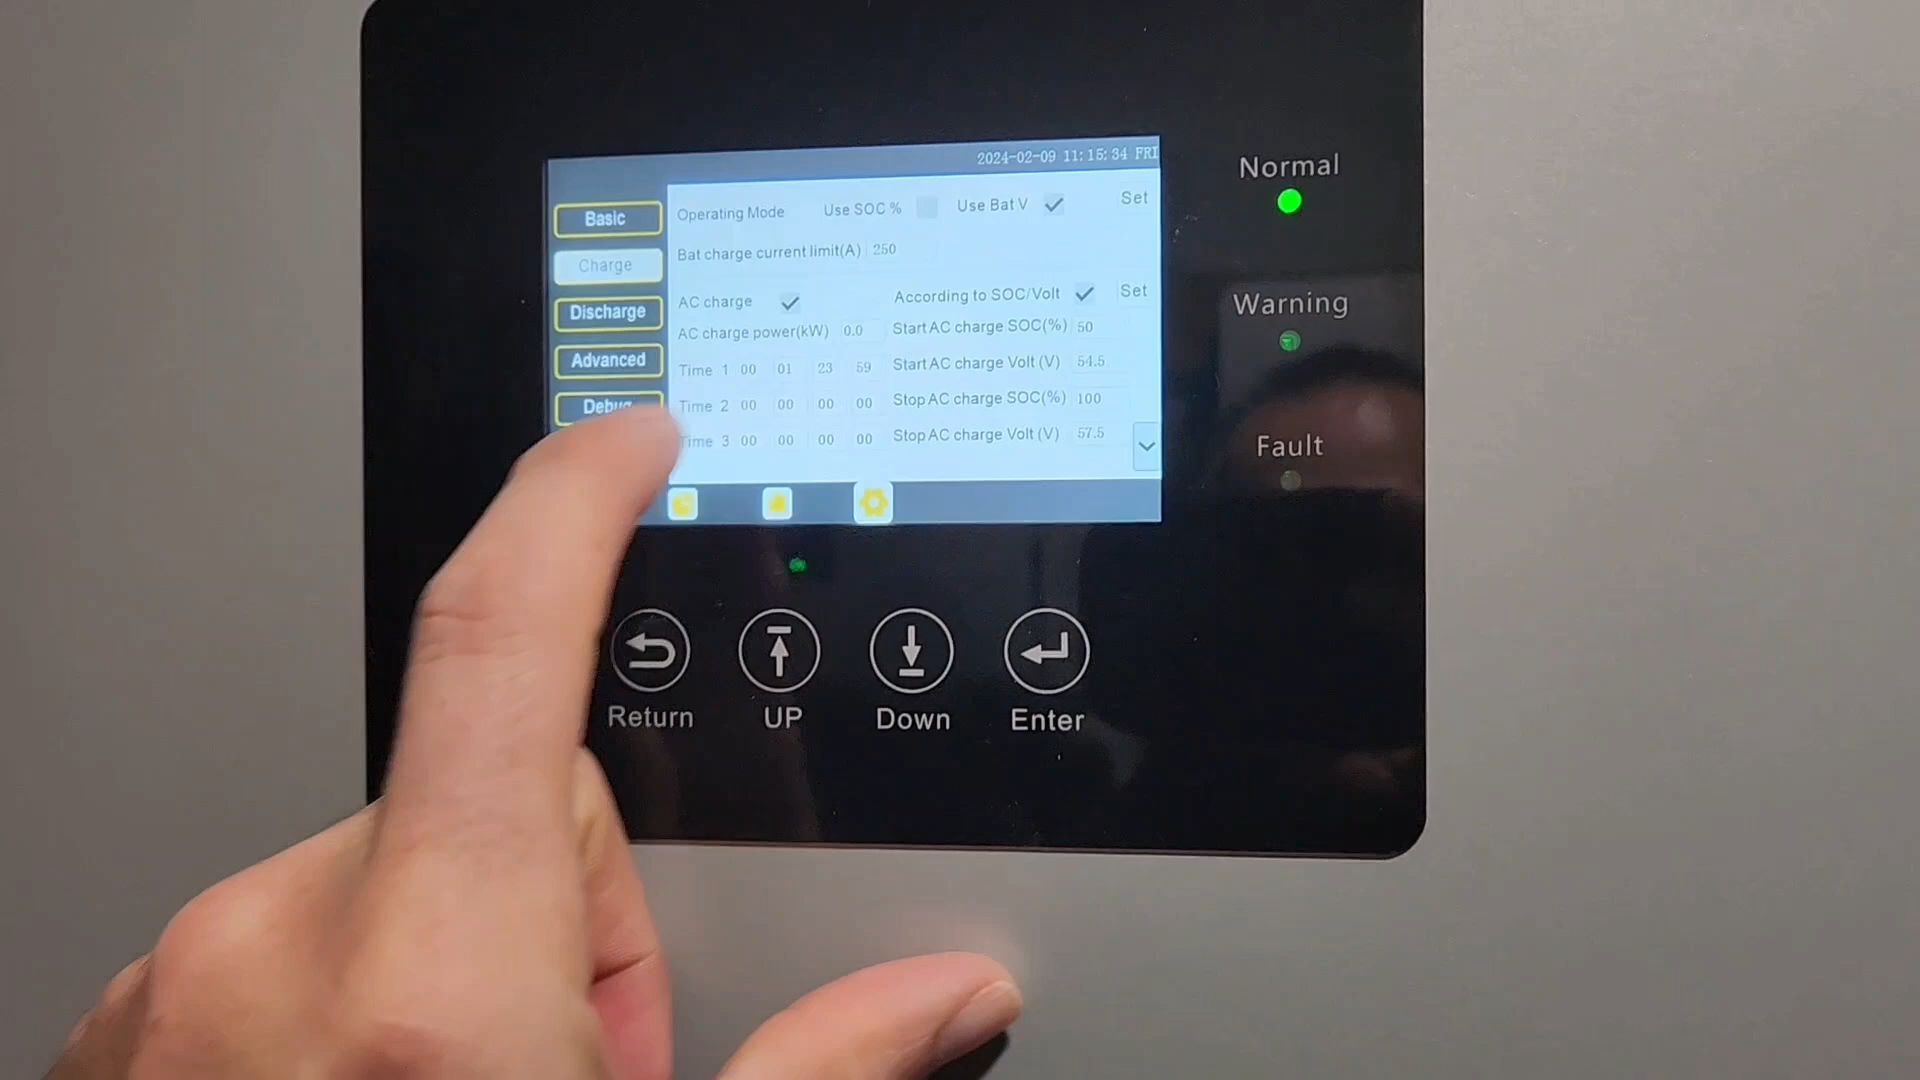 2024-02-09 11:15:34 FRI
Basic
Charge
Discharge
Advanced
Debug
Operating Mode Use SOC % Use Bat V Set
Bat charge current limit(A) 250
AC charge According to SOC/Volt Set
AC charge power(kW) 0.0 Start AC charge SOC(%) 50
Time 1 00 01 23 59 Start AC charge Volt (V) 54.5
Time 2 00 00 00 00 Stop AC charge SOC(%) 100
Time 3 00 00 00 00 Stop AC charge Volt (V) 57.5
Normal
Warning
Fault
Return UP Down Enter